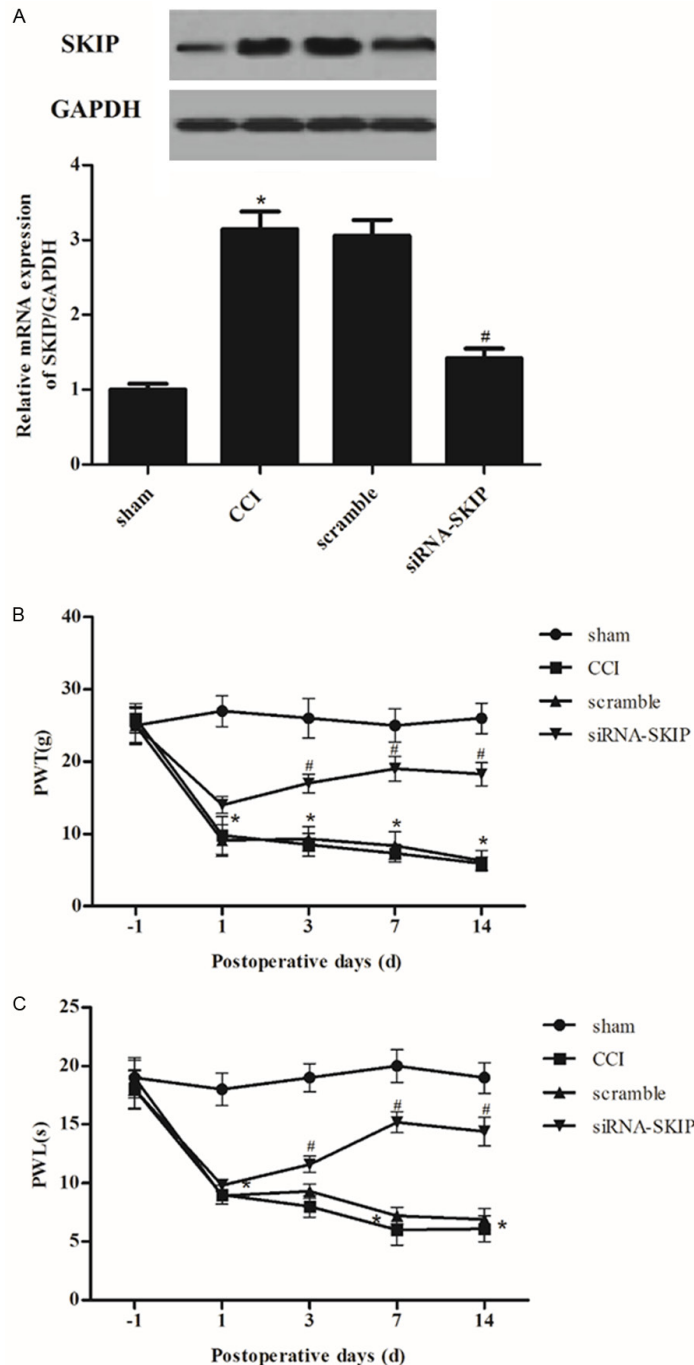 A
SKIP
GAPDH
Relative mRNA expression
of SKIP/GAPDH
4
3
2
1
0
*
#
sham
CCI
scramble
siRNA-SKIP
B
PWT(g)
40
30
20
10
0
# # #
* * * *
-1 1 3 7 14
Postoperative days (d)
sham
CCI
scramble
siRNA-SKIP
C
PWL(s)
25
20
15
10
5
0
# # #
* * *
-1 1 3 7 14
Postoperative days (d)
sham
CCI
scramble
siRNA-SKIP